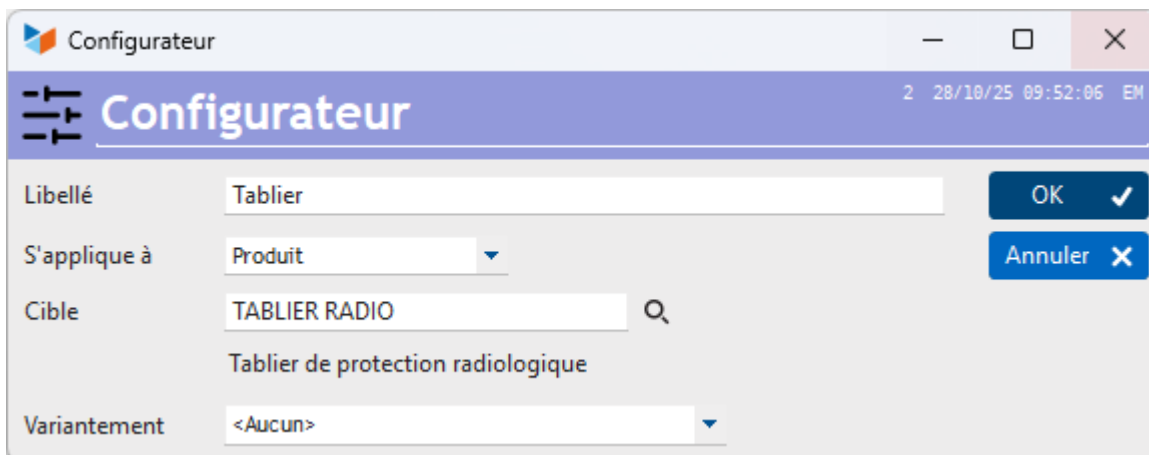 Configurateur
Configurateur 2 28/10/25 09:52:06 EM
Libellé Tablier OK
S'applique à Produit Annuler
Cible TABLIER RADIO
Tablier de protection radiologique
Variantement <Aucun>